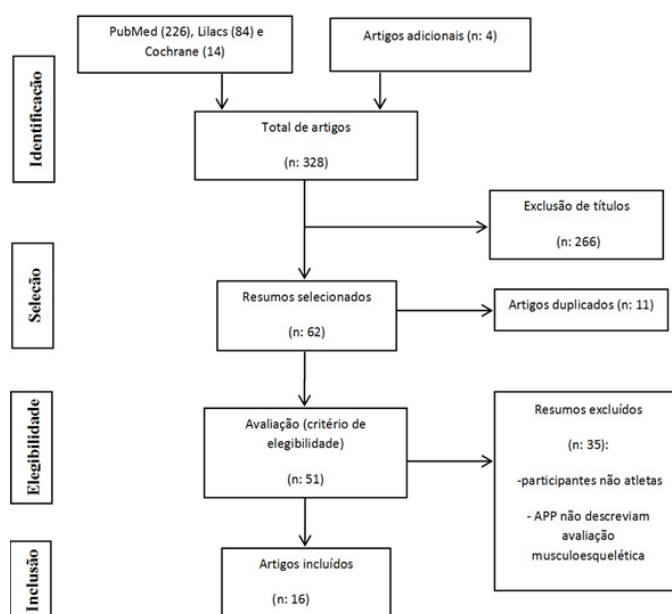 PubMed (226), Lilacs (84) e
Cochrane (14)
Artigos adicionais (n: 4)
Identificação
Total de artigos
(n: 328)
Exclusão de títulos
(n: 266)
Seleção
Resumos selecionados
(n: 62)
Artigos duplicados (n: 11)
Elegibilidade
Avaliação (critério de
elegibilidade)
(n: 51)
Resumos excluídos
(n: 35):
-participantes não atletas
- APP não descreviam
avaliação
musculoesquelética
Inclusão
Artigos incluídos
(n: 16)